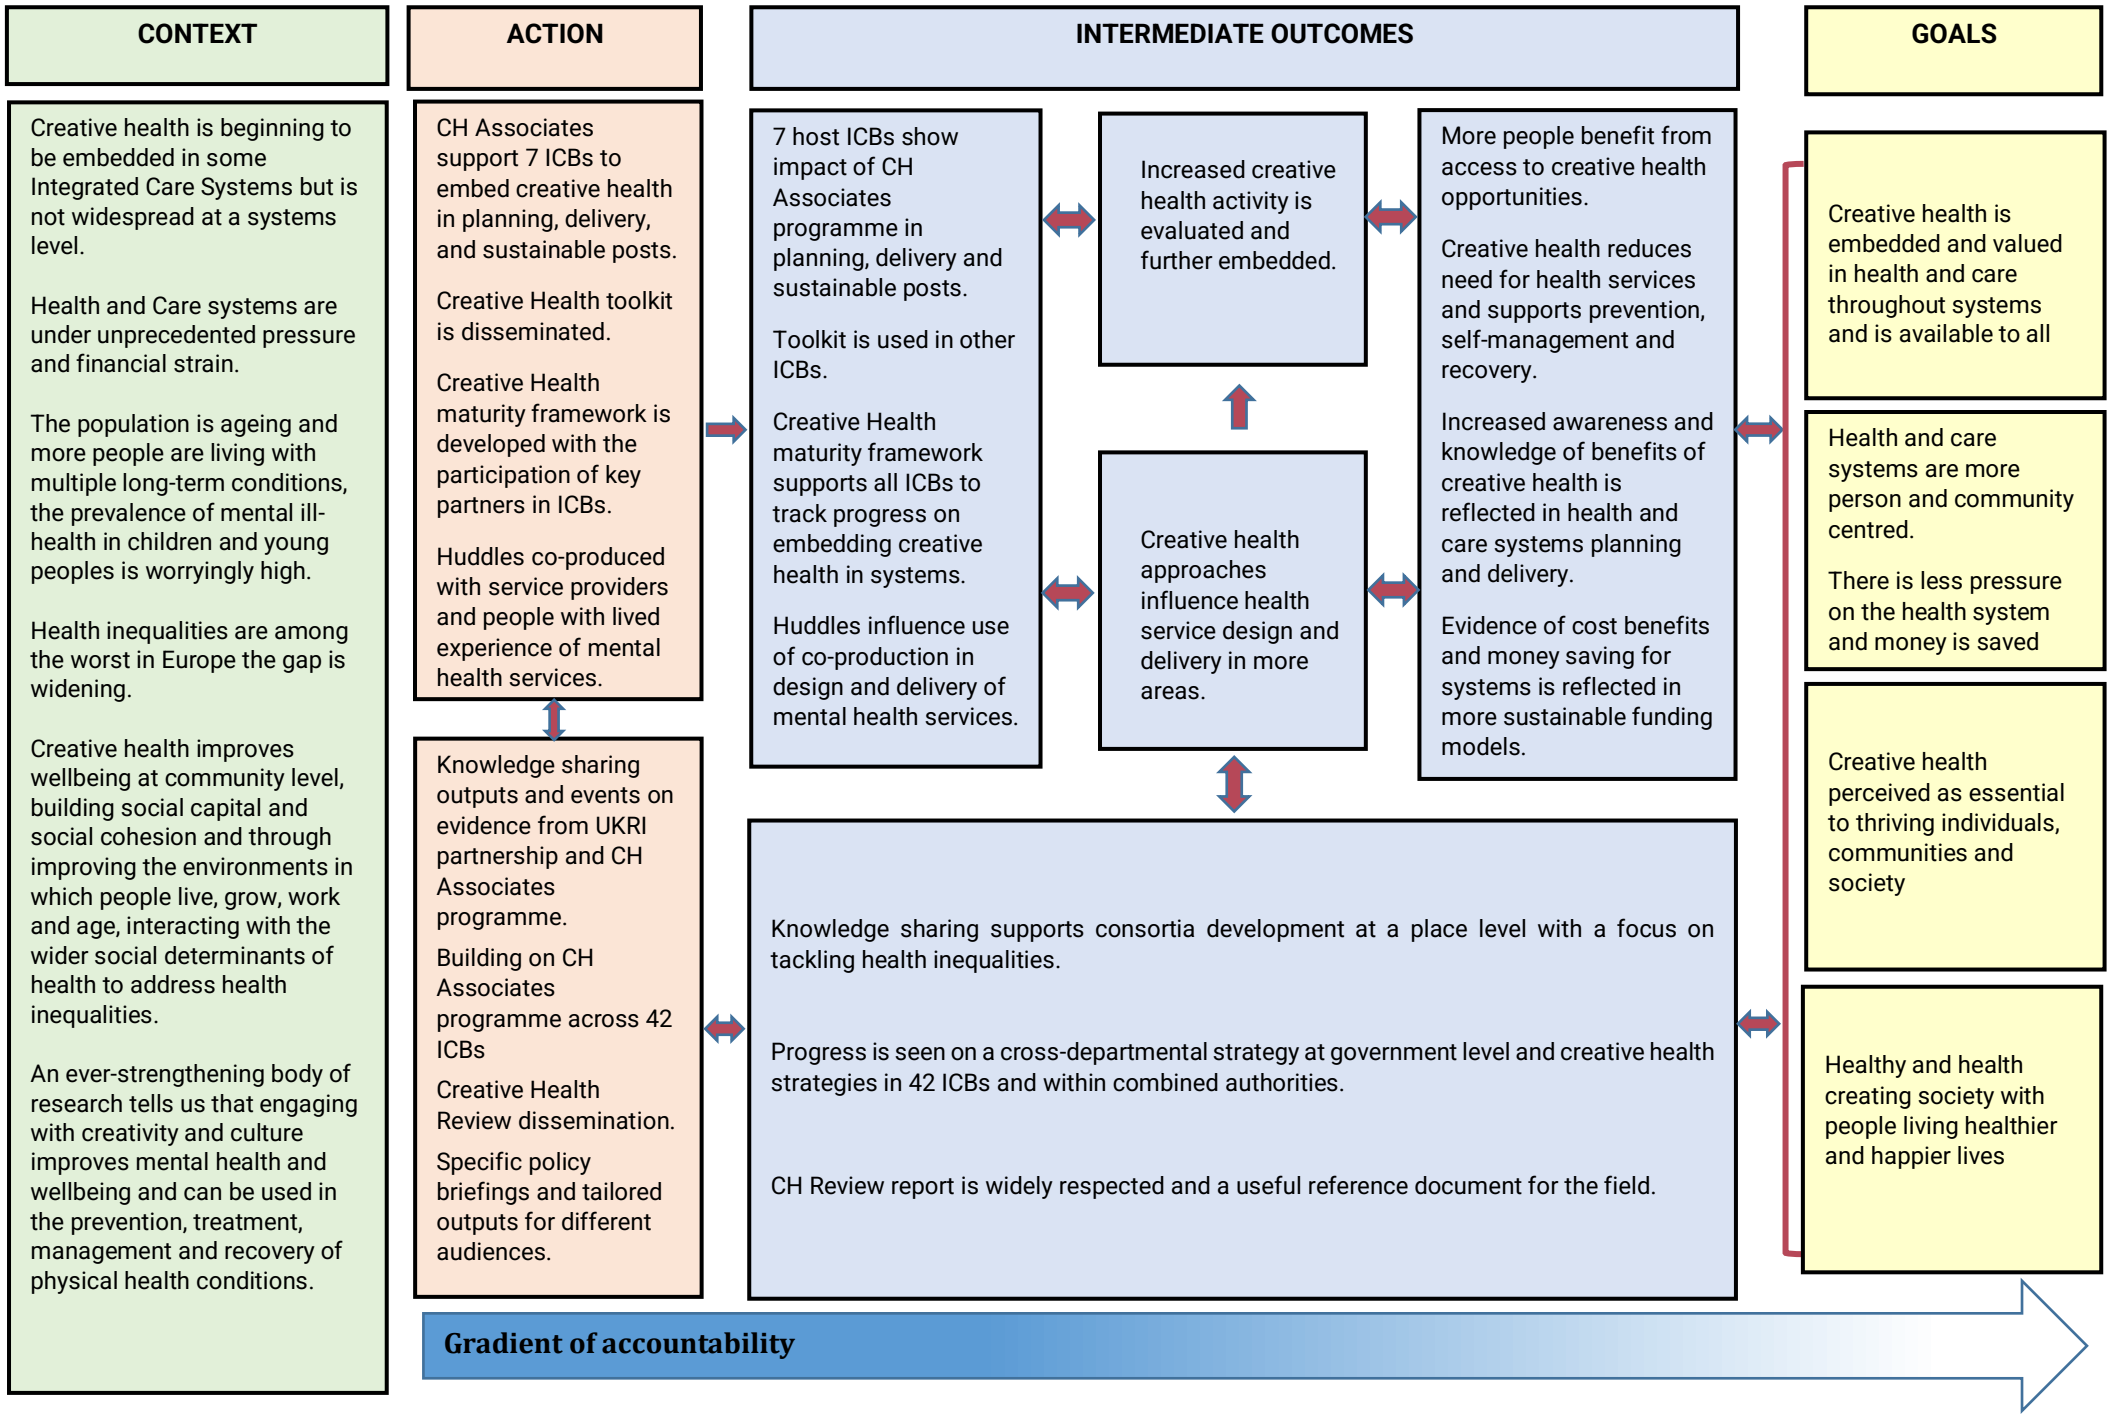 CONTEXT
Creative health is beginning to
be embedded in some
Integrated Care Systems but is
not widespread at a systems
level.
Health and Care systems are
under unprecedented pressure
and financial strain.
The population is ageing and
more people are living with
multiple long-term conditions,
the prevalence of mental ill-
health in children and young
peoples is worryingly high.
Health inequalities are among
the worst in Europe the gap is
widening.
Creative health improves
wellbeing at community level,
building social capital and
social cohesion and through
improving the environments in
which people live, grow, work
and age, interacting with the
wider social determinants of
health to address health
inequalities.
An ever-strengthening body of
research tells us that engaging
with creativity and culture
improves mental health and
wellbeing and can be used in
the prevention, treatment,
management and recovery of
physical health conditions.
ACTION
CH Associates
support 7 ICBs to
embed creative health
in planning, delivery,
and sustainable posts.
Creative Health toolkit
is disseminated.
Creative Health
maturity framework is
developed with the
participation of key
partners in ICBs.
Huddles co-produced
with service providers
and people with lived
experience of mental
health services.
Knowledge sharing
outputs and events on
evidence from UKRI
partnership and CH
Associates
programme.
Building on CH
Associates
programme across 42
ICBs
Creative Health
Review dissemination.
Specific policy
briefings and tailored
outputs for different
audiences.
INTERMEDIATE OUTCOMES
7 host ICBs show
impact of CH
Associates
programme in
planning, delivery and
sustainable posts.
Toolkit is used in other
ICBs.
Creative Health
maturity framework
supports all ICBs to
track progress on
embedding creative
health in systems.
Huddles influence use
of co-production in
design and delivery of
mental health services.
Increased creative
health activity is
evaluated and
further embedded.
Creative health
approaches
influence health
service design and
delivery in more
areas.
More people benefit from
access to creative health
opportunities.
Creative health reduces
need for health services
and supports prevention,
self-management and
recovery.
Increased awareness and
knowledge of benefits of
creative health is
reflected in health and
care systems planning
and delivery.
Evidence of cost benefits
and money saving for
systems is reflected in
more sustainable funding
models.
Knowledge sharing supports consortia development at a place level with a focus on
tackling health inequalities.
Progress is seen on a cross-departmental strategy at government level and creative health
strategies in 42 ICBs and within combined authorities.
CH Review report is widely respected and a useful reference document for the field.
GOALS
Creative health is
embedded and valued
in health and care
throughout systems
and is available to all
Health and care
systems are more
person and community
centred.
There is less pressure
on the health system
and money is saved
Creative health
perceived as essential
to thriving individuals,
communities and
society
Healthy and health
creating society with
people living healthier
and happier lives
Gradient of accountability